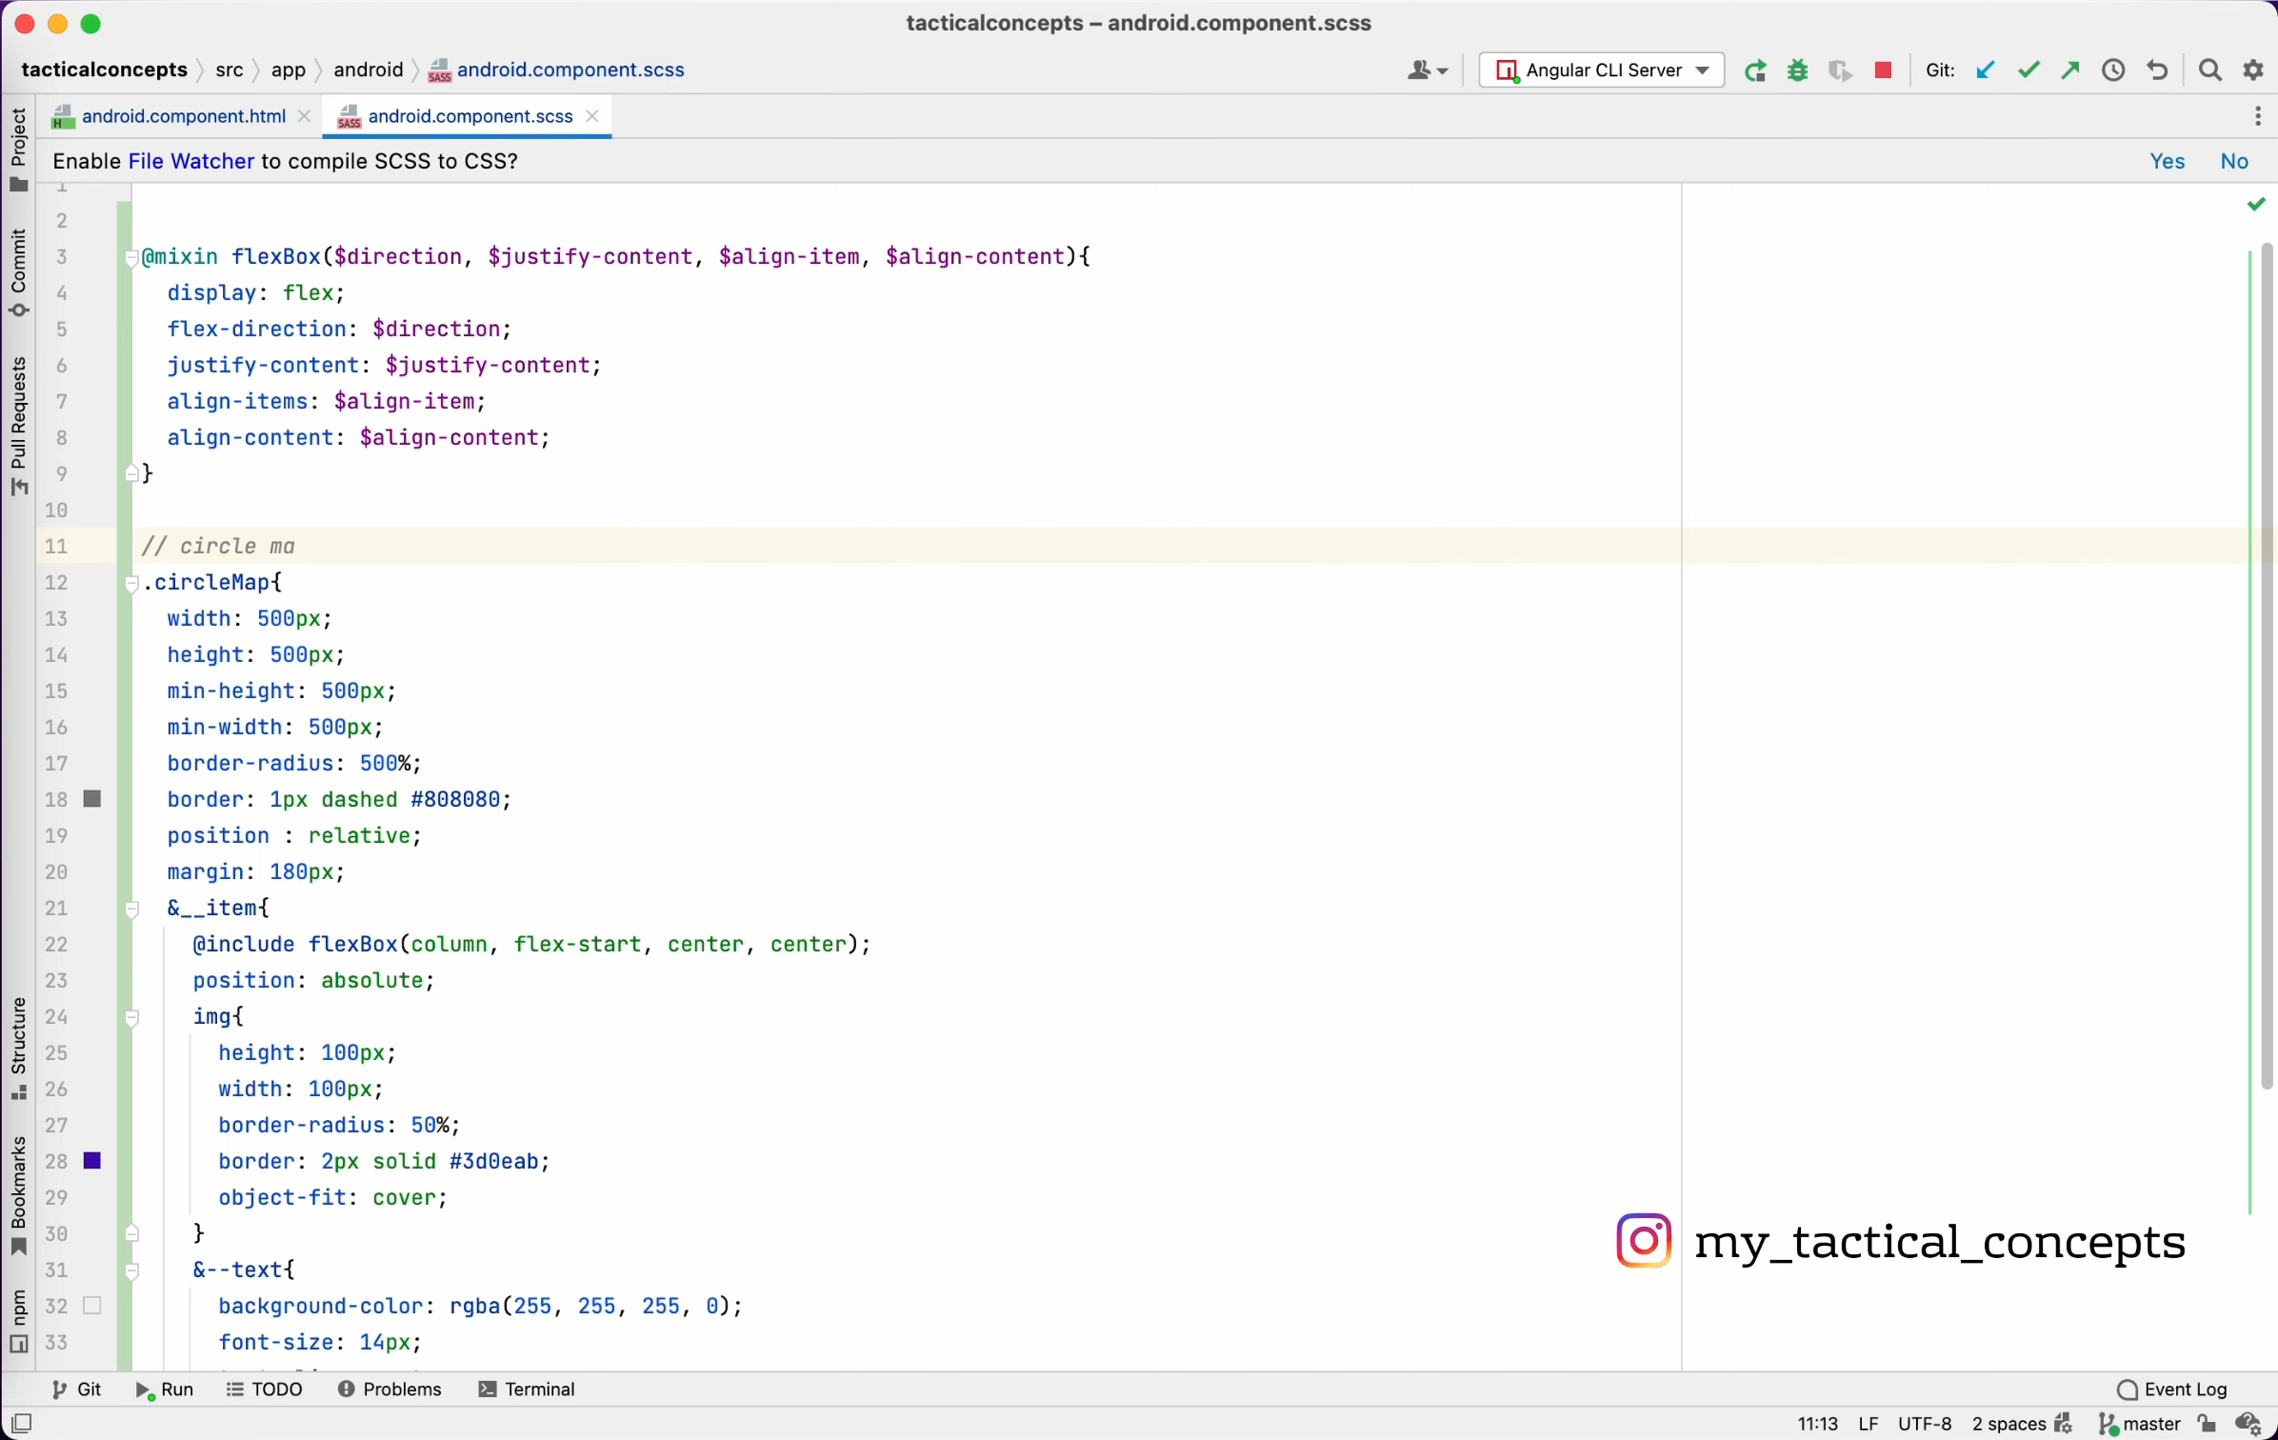 tacticalconcepts – android.component.scss
tacticalconcepts src app android SASS android.component.scss Angular CLI Server Git:
H android.component.html SASS android.component.scss
Enable File Watcher to compile SCSS to CSS? Yes No
Project
Commit
Pull Requests
Structure
Bookmarks
npm
1
2
3 @mixin flexBox($direction, $justify-content, $align-item, $align-content){
4 display: flex;
5 flex-direction: $direction;
6 justify-content: $justify-content;
7 align-items: $align-item;
8 align-content: $align-content;
9 }
10
11 // circle ma
12 .circleMap{
13 width: 500px;
14 height: 500px;
15 min-height: 500px;
16 min-width: 500px;
17 border-radius: 500%;
18 border: 1px dashed #808080;
19 position : relative;
20 margin: 180px;
21 &__item{
22 @include flexBox(column, flex-start, center, center);
23 position: absolute;
24 img{
25 height: 100px;
26 width: 100px;
27 border-radius: 50%;
28 border: 2px solid #3d0eab;
29 object-fit: cover;
30 }
31 &--text{
32 background-color: rgba(255, 255, 255, 0);
33 font-size: 14px;
my_tactical_concepts
Git Run TODO Problems Terminal Event Log
11:13 LF UTF-8 2 spaces master